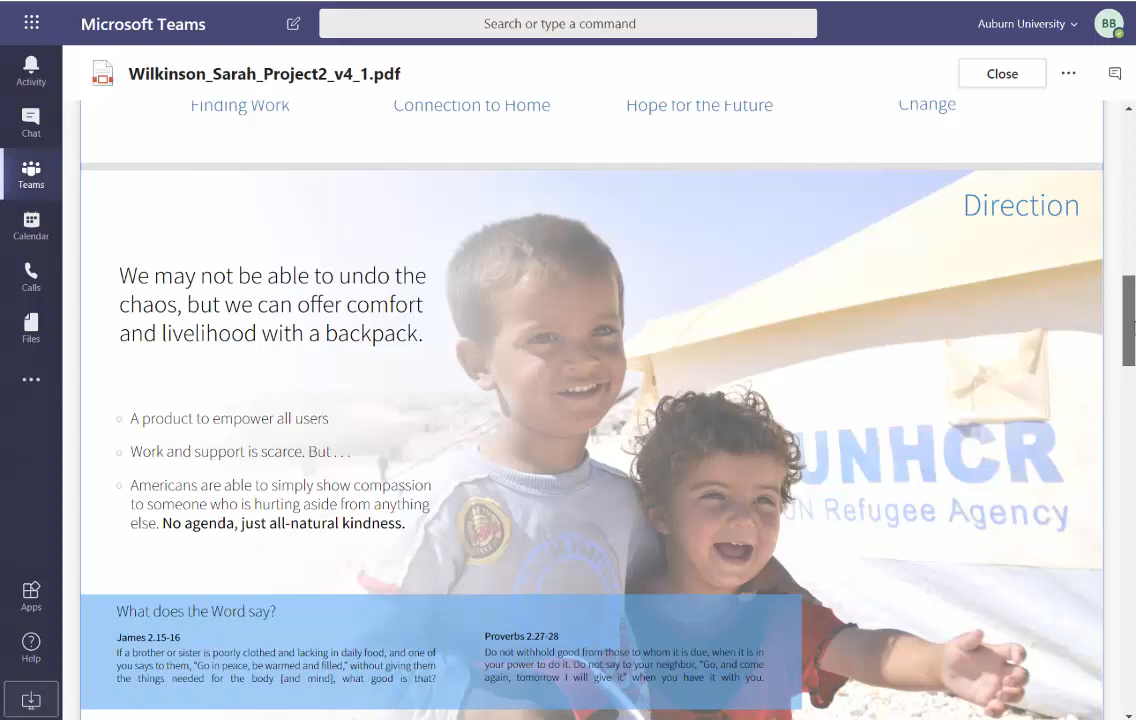 Microsoft Teams
Search or type a command
Auburn University
BB
Activity
Chat
Teams
Calendar
Calls
Files
Apps
Help
Wilkinson_Sarah_Project2_v4_1.pdf
Close
Finding Work
Connection to Home
Hope for the Future
Change
Direction
We may not be able to undo the
chaos, but we can offer comfort
and livelihood with a backpack.
A product to empower all users
Work and support is scarce. But . . .
Americans are able to simply show compassion
to someone who is hurting aside from anything
else. No agenda, just all-natural kindness.
UNHCR
UN Refugee Agency
What does the Word say?
James 2.15-16
If a brother or sister is poorly clothed and lacking in daily food, and one of
you says to them, “Go in peace, be warmed and filled,” without giving them
the things needed for the body [and mind], what good is that?
Proverbs 2.27-28
Do not withhold good from those to whom it is due, when it is in
your power to do it. Do not say to your neighbor, “Go, and come
again, tomorrow I will give it” when you have it with you.